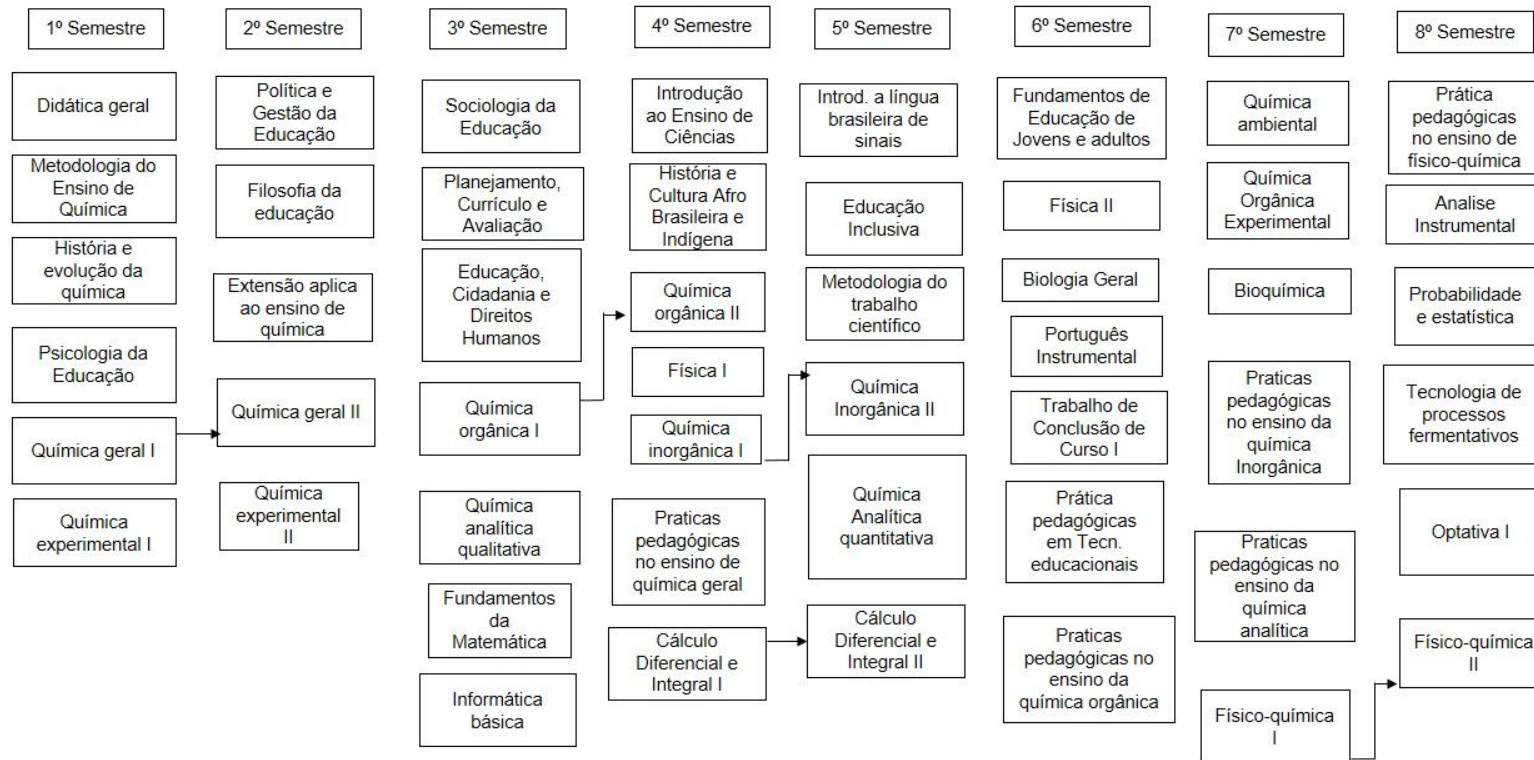 1º Semestre
2º Semestre
3º Semestre
4º Semestre
5º Semestre
6º Semestre
7º Semestre
8º Semestre
Didática geral
Metodologia do
Ensino de
Química
História e
evolução da
química
Psicologia da
Educação
Química geral I
Química
experimental I
Política e
Gestão da
Educação
Filosofia da
educação
Extensão aplica
ao ensino de
química
Química geral II
Química
experimental
II
Sociologia da
Educação
Planejamento,
Currículo e
Avaliação
Educação,
Cidadania e
Direitos
Humanos
Química
orgânica I
Química
analítica
qualitativa
Fundamentos
da
Matemática
Informática
básica
Introdução
ao Ensino de
Ciências
História e
Cultura Afro
Brasileira e
Indígena
Química
orgânica II
Física I
Química
inorgânica I
Praticas
pedagógicas
no ensino de
química geral
Cálculo
Diferencial e
Integral I
Introd. a língua
brasileira de
sinais
Educação
Inclusiva
Metodologia do
trabalho
científico
Química
Inorgânica II
Química
Analítica
quantitativa
Cálculo
Diferencial e
Integral II
Fundamentos de
Educação de
Jovens e adultos
Física II
Biologia Geral
Português
Instrumental
Trabalho de
Conclusão de
Curso I
Prática
pedagógicas
em Tecn.
educacionais
Praticas
pedagógicas no
ensino da
química orgânica
Química
ambiental
Química
Orgânica
Experimental
Bioquímica
Praticas
pedagógicas
no ensino da
química
Inorgânica
Praticas
pedagógicas no
ensino da
química
analítica
Físico-química
I
Prática
pedagógicas
no ensino de
físico-química
Analise
Instrumental
Probabilidade
e estatística
Tecnologia de
processos
fermentativos
Optativa I
Físico-química
II